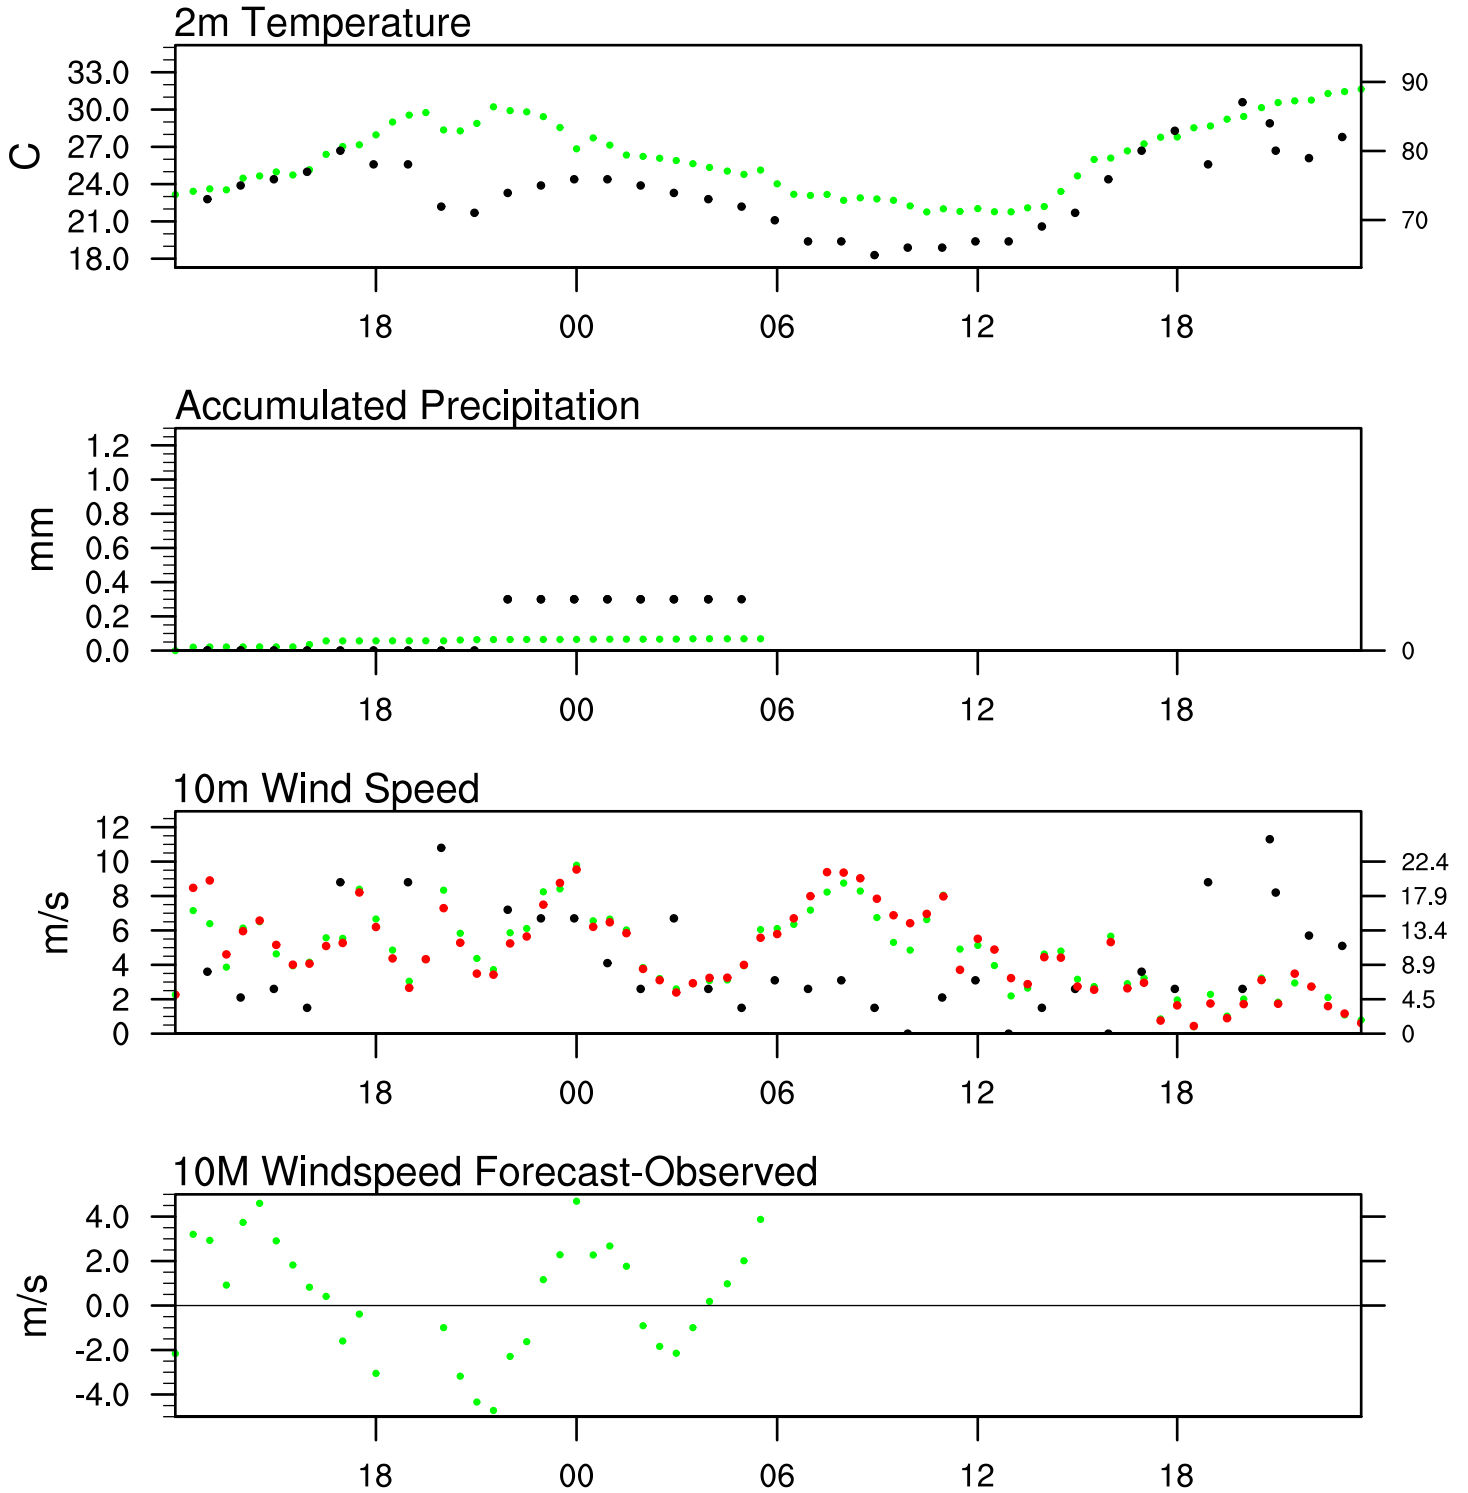 2m Temperature
33.0
30.0
27.0
24.0
21.0
18.0
C
90
80
70
18 00 06 12 18
Accumulated Precipitation
1.2
1.0
0.8
0.6
0.4
0.2
0.0
mm
0
18 00 06 12 18
10m Wind Speed
12
10
8
6
4
2
0
m/s
22.4
17.9
13.4
8.9
4.5
0
18 00 06 12 18
10M Windspeed Forecast-Observed
4.0
2.0
0.0
-2.0
-4.0
m/s
18 00 06 12 18